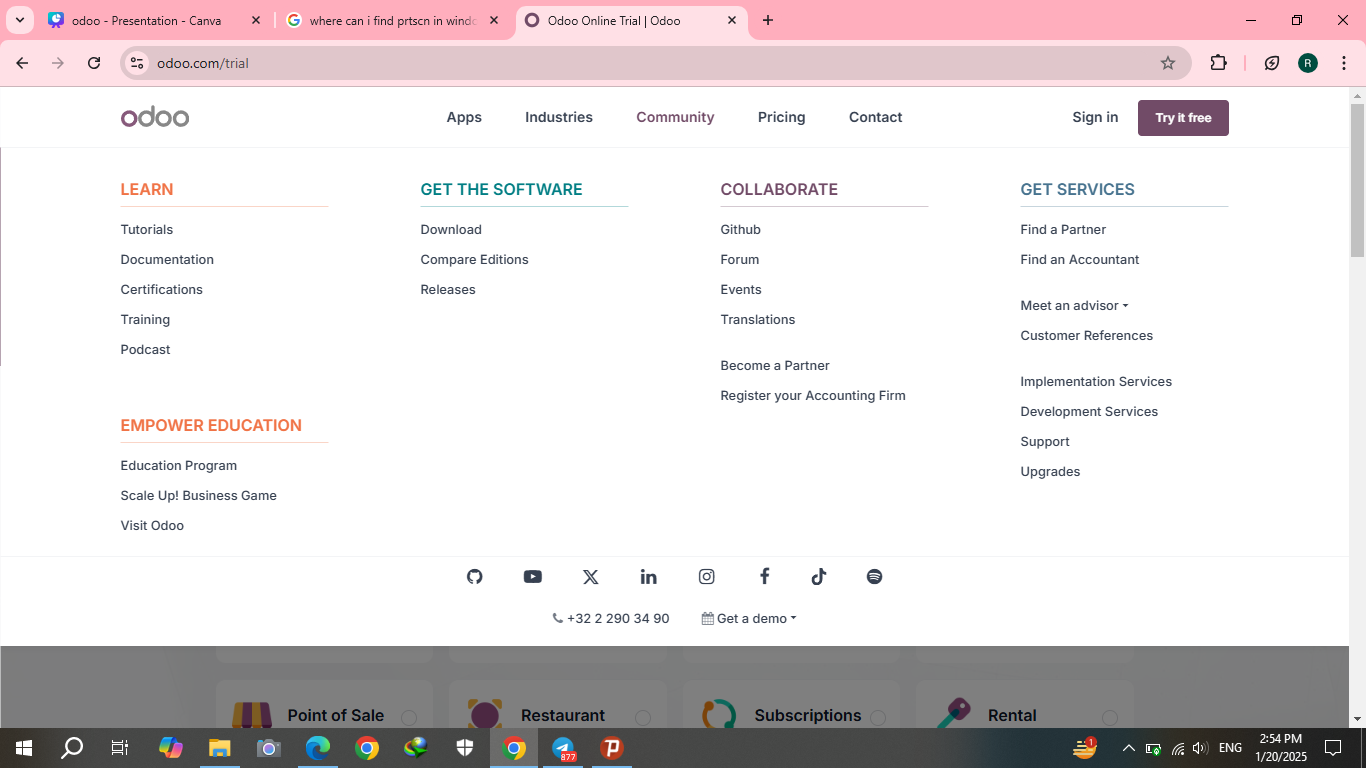 odoo - Presentation - Canva
where can i find prtscn in windo
Odoo Online Trial | Odoo
odoo.com/trial
R
odoo
Apps
Industries
Community
Pricing
Contact
Sign in
Try it free
LEARN
Tutorials
Documentation
Certifications
Training
Podcast
EMPOWER EDUCATION
Education Program
Scale Up! Business Game
Visit Odoo
GET THE SOFTWARE
Download
Compare Editions
Releases
COLLABORATE
Github
Forum
Events
Translations
Become a Partner
Register your Accounting Firm
GET SERVICES
Find a Partner
Find an Accountant
Meet an advisor
Customer References
Implementation Services
Development Services
Support
Upgrades
+32 2 290 34 90
Get a demo
Point of Sale
Restaurant
Subscriptions
Rental
877
1
ENG
2:54 PM
1/20/2025